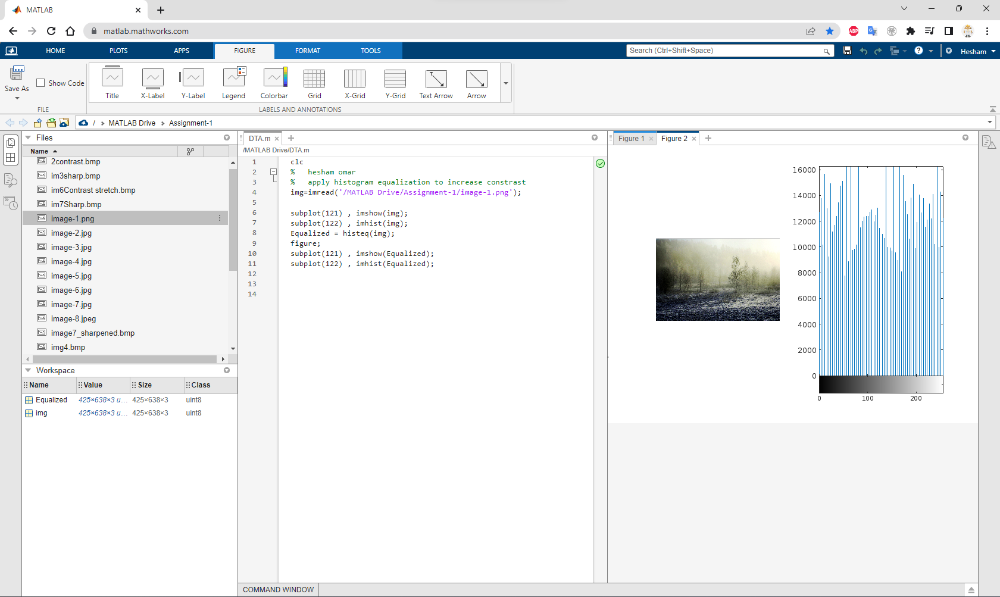 MATLAB
matlab.mathworks.com
ABP
HOME PLOTS APPS FIGURE FORMAT TOOLS
Search (Ctrl+Shift+Space)
Hesham
Save As
Show Code
Title X-Label Y-Label Legend Colorbar Grid X-Grid Y-Grid Text Arrow Arrow
FILE
LABELS AND ANNOTATIONS
/ MATLAB Drive Assignment-1
Files
Name
2contrast.bmp
im3sharp.bmp
im6Contrast stretch.bmp
im7Sharp.bmp
image-1.png
image-2.jpg
image-3.jpg
image-4.jpg
image-5.jpg
image-6.jpg
image-7.jpg
image-8.jpeg
image7_sharpened.bmp
img4.bmp
Workspace
Name Value Size Class
Equalized 425×638×3 u... 425×638×3 uint8
img 425×638×3 u... 425×638×3 uint8
DTA.m
/MATLAB Drive/DTA.m
1 clc
2 % hesham omar
3 % apply histogram equalization to increase constrast
4 img=imread('/MATLAB Drive/Assignment-1/image-1.png');
5
6 subplot(121) , imshow(img);
7 subplot(122) , imhist(img);
8 Equalized = histeq(img);
9 figure;
10 subplot(121) , imshow(Equalized);
11 subplot(122) , imhist(Equalized);
12
13
14
COMMAND WINDOW
Figure 1 Figure 2
16000
14000
12000
10000
8000
6000
4000
2000
0
0 100 200